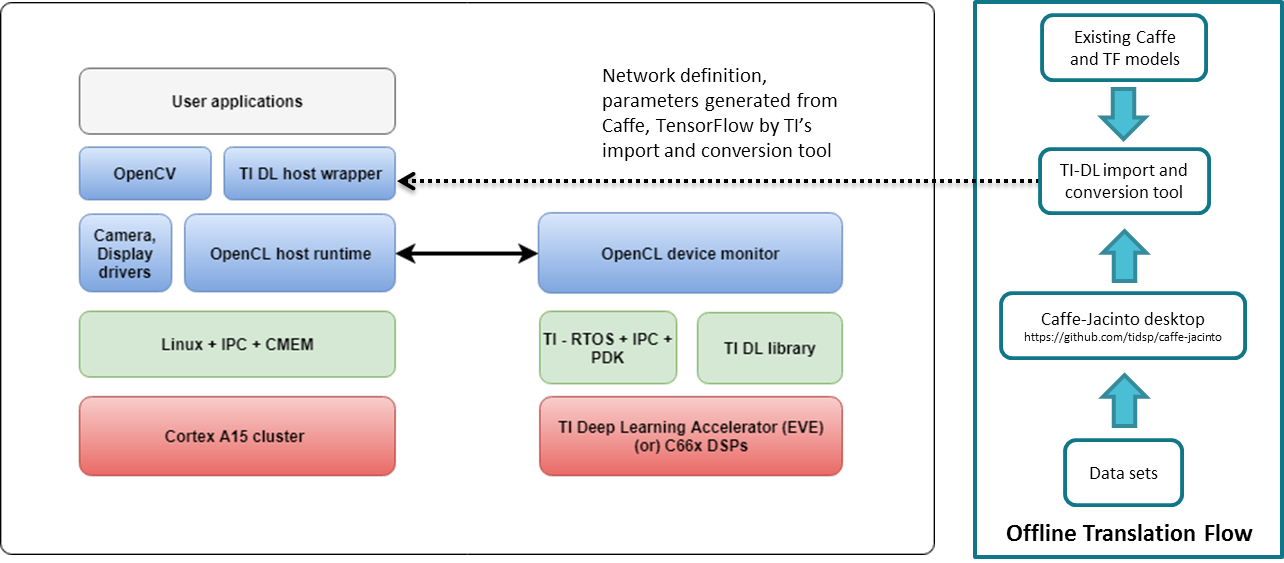 User applications
OpenCV
TI DL host wrapper
Camera,
Display
drivers
OpenCL host runtime
Linux + IPC + CMEM
Cortex A15 cluster
Network definition,
parameters generated from
Caffe, TensorFlow by TI’s
import and conversion tool
OpenCL device monitor
TI - RTOS + IPC +
PDK
TI DL library
TI Deep Learning Accelerator (EVE)
(or) C66x DSPs
Existing Caffe
and TF models
TI-DL import and
conversion tool
Caffe-Jacinto desktop
https://github.com/tidsp/caffe-jacinto
Data sets
Offline Translation Flow